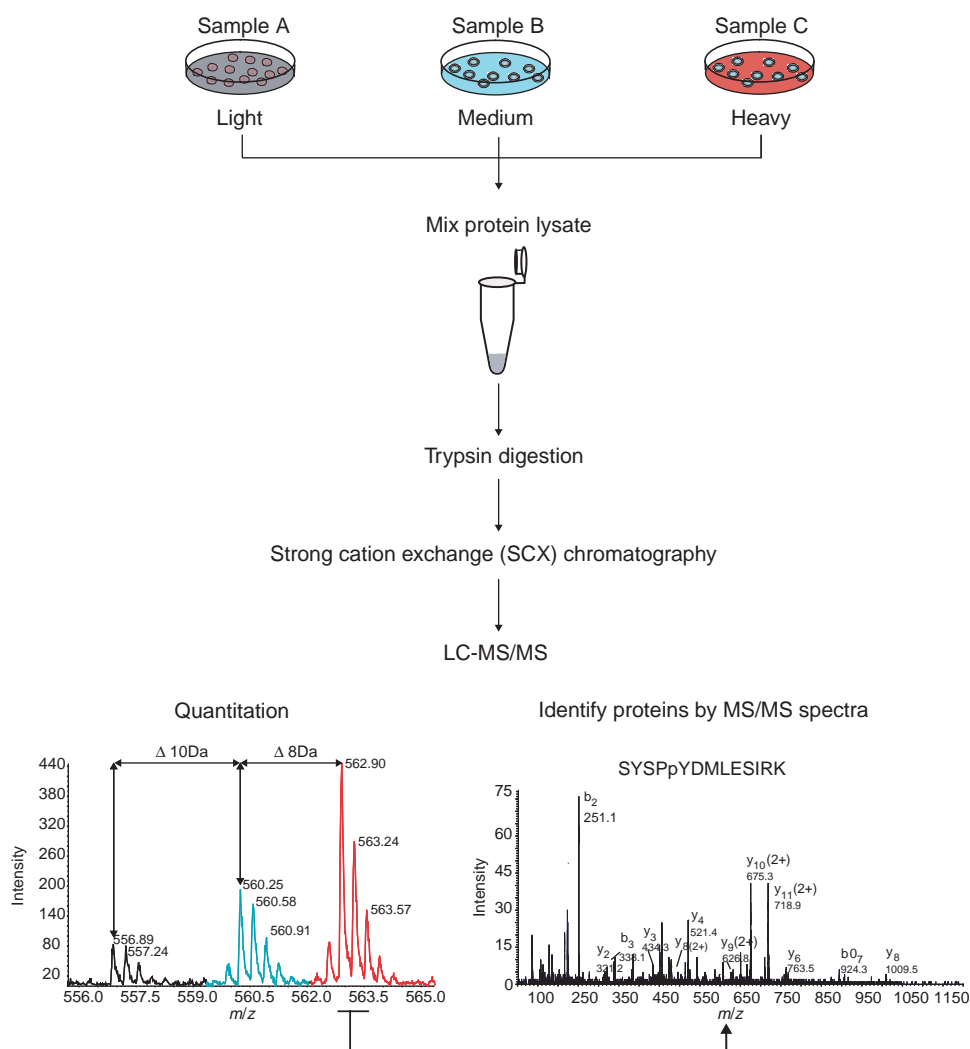 Sample A Sample B Sample C
Light Medium Heavy
Mix protein lysate
Trypsin digestion
Strong cation exchange (SCX) chromatography
LC-MS/MS
Quantitation
Δ 10Da Δ 8Da
440
380
320
260
200
140
80
20
Intensity
562.90
563.24
563.57
560.25
560.58
560.91
556.89
557.24
556.0 557.5 559.0 560.5 562.0 563.5 565.0
m/z
Identify proteins by MS/MS spectra
SYSPpYDMLESIRK
75
60
45
30
15
0
Intensity
b2
251.1
y2
321.2
b3
338.1
y3
434.3
y8(2+)
y4
521.4
y9(2+)
626.8
y10(2+)
675.3
y11(2+)
718.9
y6
763.5
b07
924.3
y8
1009.5
100 250 350 450 550 650 750 850 950 1050 1150
m/z